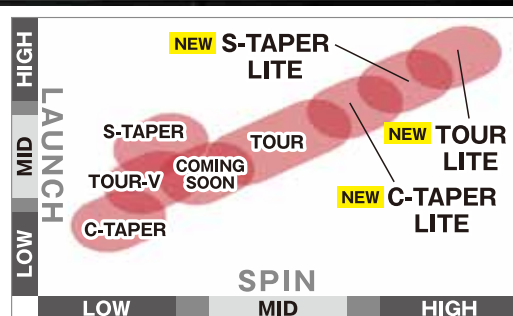 HIGH
MID
LOW
LAUNCH
NEW S-TAPER
LITE
S-TAPER
TOUR
NEW TOUR
LITE
COMING
SOON
TOUR-V
NEW C-TAPER
LITE
C-TAPER
SPIN
LOW
MID
HIGH